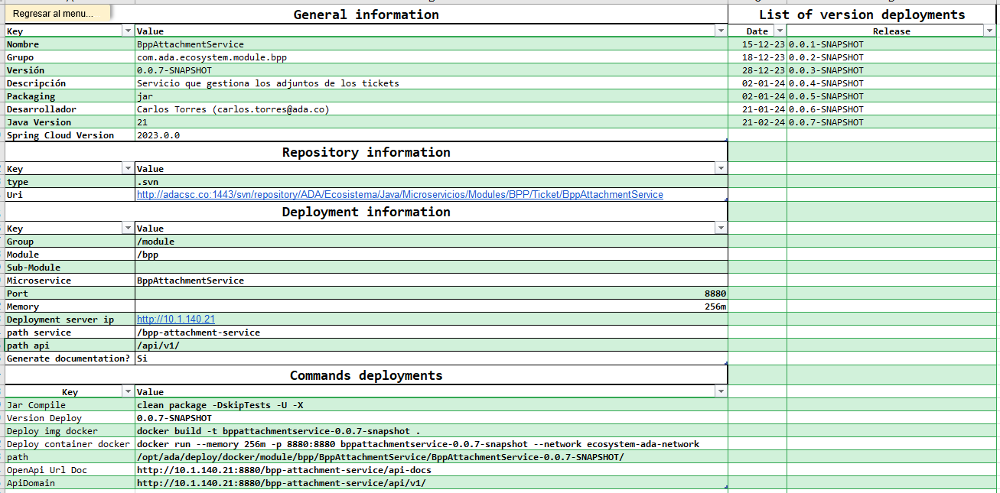 Regresar al menu...
General information
List of version deployments
Key Value
Date Release
Nombre BppAttachmentService
15-12-23 0.0.1-SNAPSHOT
Grupo com.ada.ecosystem.module.bpp
18-12-23 0.0.2-SNAPSHOT
Versión 0.0.7-SNAPSHOT
28-12-23 0.0.3-SNAPSHOT
Descripción Servicio que gestiona los adjuntos de los tickets
02-01-24 0.0.4-SNAPSHOT
Packaging jar
02-01-24 0.0.5-SNAPSHOT
Desarrollador Carlos Torres (carlos.torres@ada.co)
21-01-24 0.0.6-SNAPSHOT
Java Version 21
21-02-24 0.0.7-SNAPSHOT
Spring Cloud Version 2023.0.0
Repository information
Key Value
type .svn
Uri http://adacsc.co:1443/svn/repository/ADA/Ecosistema/Java/Microservicios/Modules/BPP/Ticket/BppAttachmentService
Deployment information
Key Value
Group /module
Module /bpp
Sub-Module
Microservice BppAttachmentService
Port 8880
Memory 256m
Deployment server ip http://10.1.140.21
path service /bpp-attachment-service
path api /api/v1/
Generate documentation? Si
Commands deployments
Key Value
Jar Compile clean package -DskipTests -U -X
Version Deploy 0.0.7-SNAPSHOT
Deploy img docker docker build -t bppattachmentservice-0.0.7-snapshot .
Deploy container docker docker run --memory 256m -p 8880:8880 bppattachmentservice-0.0.7-snapshot --network ecosystem-ada-network
path /opt/ada/deploy/docker/module/bpp/BppAttachmentService/BppAttachmentService-0.0.7-SNAPSHOT/
OpenApi Url Doc http://10.1.140.21:8880/bpp-attachment-service/api-docs
ApiDomain http://10.1.140.21:8880/bpp-attachment-service/api/v1/